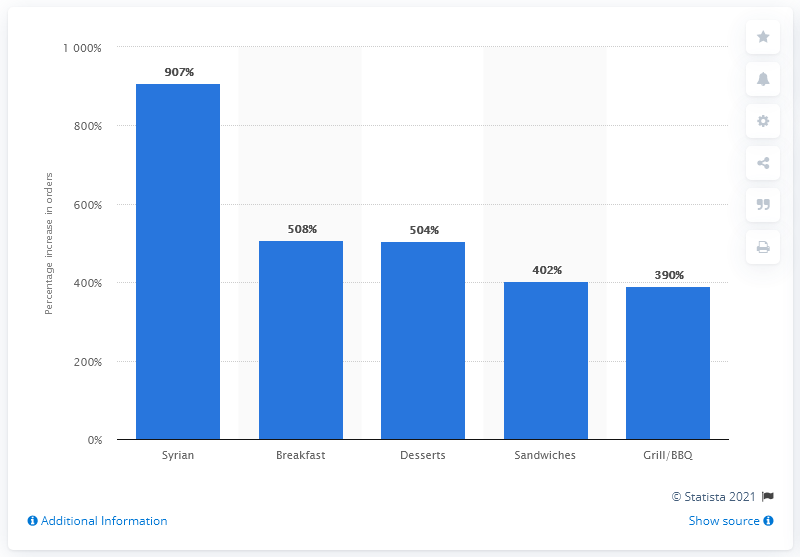 1 000%
800%
600%
400%
200%
0%
Percentage increase in orders
907%
508%
504%
402%
390%
Syrian
Breakfast
Desserts
Sandwiches
Grill/BBQ
© Statista 2021
Additional Information
Show source